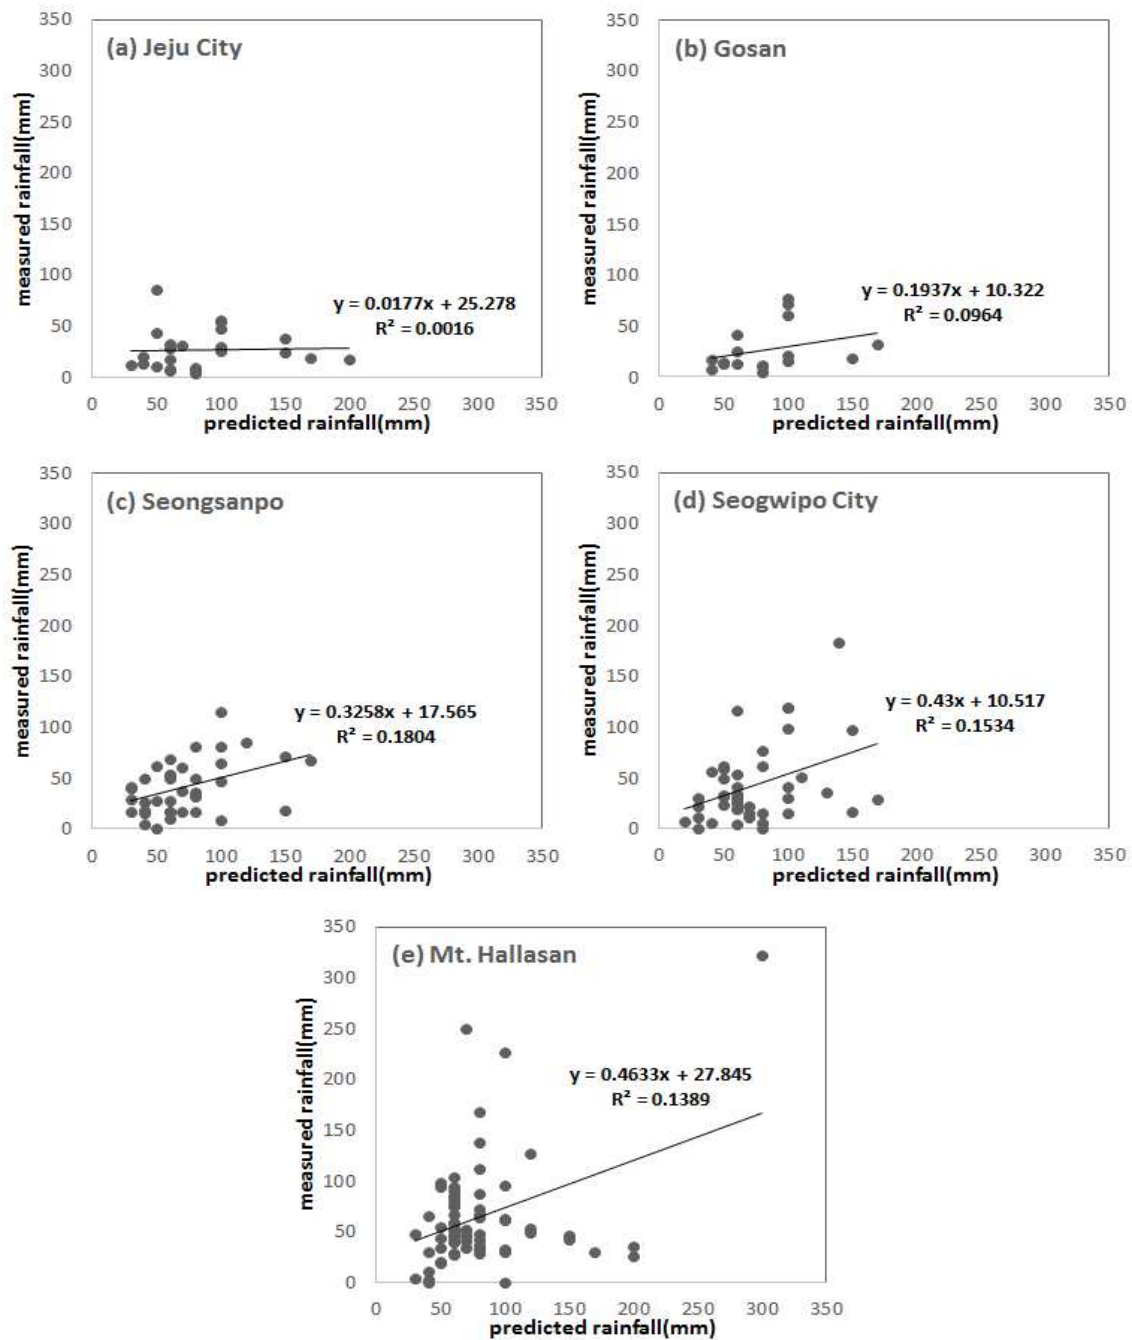 350
(a) Jeju City
300
250
200
150
100
50
0
measured rainfall(mm)
y = 0.0177x + 25.278
R² = 0.0016
0 50 100 150 200 250 300 350
predicted rainfall(mm)
350
(b) Gosan
300
250
200
150
100
50
0
measured rainfall(mm)
y = 0.1937x + 10.322
R² = 0.0964
0 50 100 150 200 250 300 350
predicted rainfall(mm)
350
(c) Seongsanpo
300
250
200
150
100
50
0
measured rainfall(mm)
y = 0.3258x + 17.565
R² = 0.1804
0 50 100 150 200 250 300 350
predicted rainfall(mm)
350
(d) Seogwipo City
300
250
200
150
100
50
0
measured rainfall(mm)
y = 0.43x + 10.517
R² = 0.1534
0 50 100 150 200 250 300 350
predicted rainfall(mm)
350
(e) Mt. Hallasan
300
250
200
150
100
50
0
measured rainfall(mm)
y = 0.4633x + 27.845
R² = 0.1389
0 50 100 150 200 250 300 350
predicted rainfall(mm)